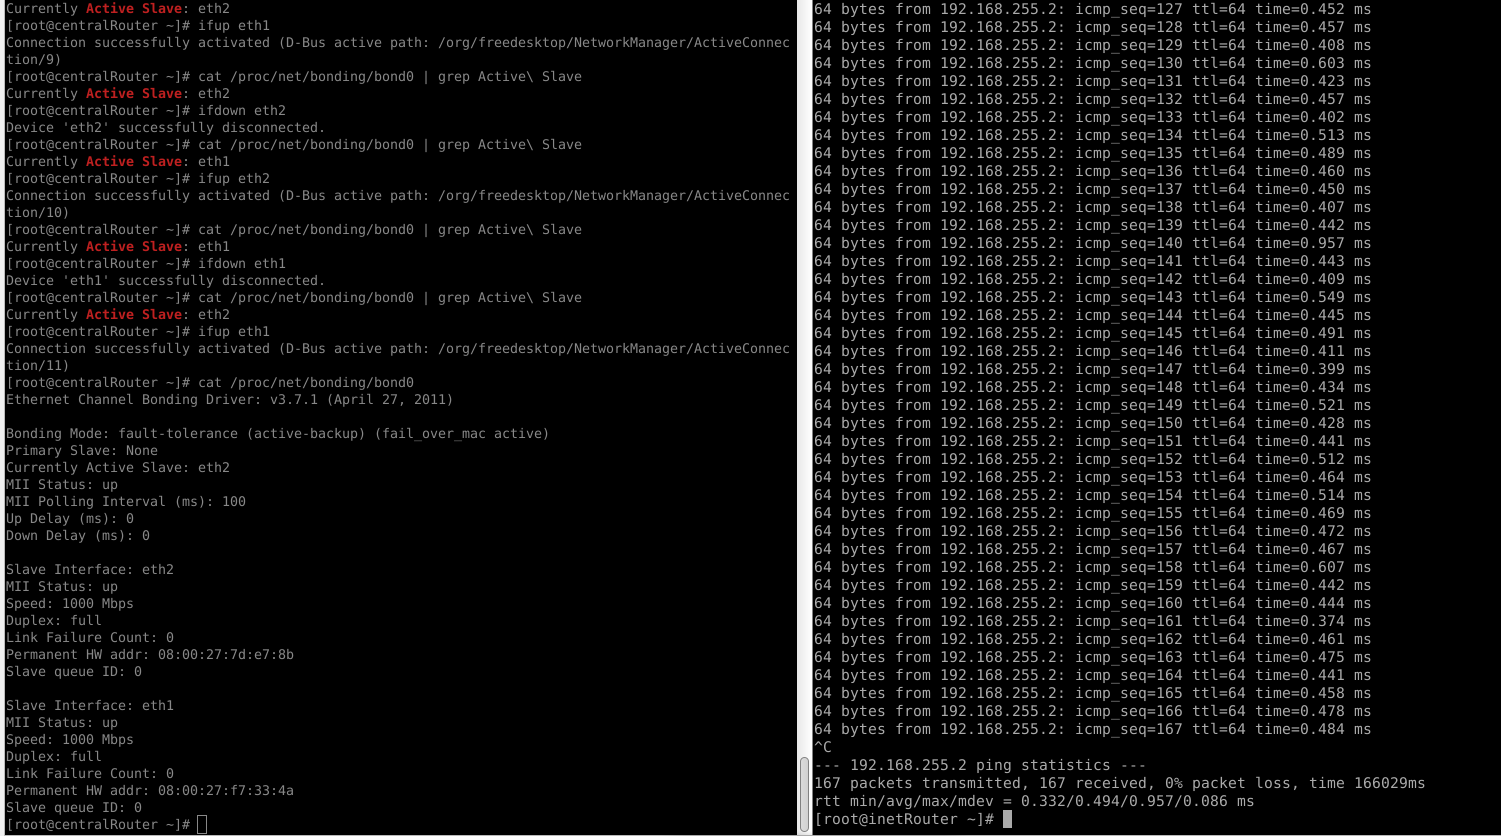 Currently Active Slave: eth2
[root@centralRouter ~]# ifup eth1
Connection successfully activated (D-Bus active path: /org/freedesktop/NetworkManager/ActiveConnec
tion/9)
[root@centralRouter ~]# cat /proc/net/bonding/bond0 | grep Active\ Slave
Currently Active Slave: eth2
[root@centralRouter ~]# ifdown eth2
Device 'eth2' successfully disconnected.
[root@centralRouter ~]# cat /proc/net/bonding/bond0 | grep Active\ Slave
Currently Active Slave: eth1
[root@centralRouter ~]# ifup eth2
Connection successfully activated (D-Bus active path: /org/freedesktop/NetworkManager/ActiveConnec
tion/10)
[root@centralRouter ~]# cat /proc/net/bonding/bond0 | grep Active\ Slave
Currently Active Slave: eth1
[root@centralRouter ~]# ifdown eth1
Device 'eth1' successfully disconnected.
[root@centralRouter ~]# cat /proc/net/bonding/bond0 | grep Active\ Slave
Currently Active Slave: eth2
[root@centralRouter ~]# ifup eth1
Connection successfully activated (D-Bus active path: /org/freedesktop/NetworkManager/ActiveConnec
tion/11)
[root@centralRouter ~]# cat /proc/net/bonding/bond0
Ethernet Channel Bonding Driver: v3.7.1 (April 27, 2011)

Bonding Mode: fault-tolerance (active-backup) (fail_over_mac active)
Primary Slave: None
Currently Active Slave: eth2
MII Status: up
MII Polling Interval (ms): 100
Up Delay (ms): 0
Down Delay (ms): 0

Slave Interface: eth2
MII Status: up
Speed: 1000 Mbps
Duplex: full
Link Failure Count: 0
Permanent HW addr: 08:00:27:7d:e7:8b
Slave queue ID: 0

Slave Interface: eth1
MII Status: up
Speed: 1000 Mbps
Duplex: full
Link Failure Count: 0
Permanent HW addr: 08:00:27:f7:33:4a
Slave queue ID: 0
[root@centralRouter ~]#
64 bytes from 192.168.255.2: icmp_seq=127 ttl=64 time=0.452 ms
64 bytes from 192.168.255.2: icmp_seq=128 ttl=64 time=0.457 ms
64 bytes from 192.168.255.2: icmp_seq=129 ttl=64 time=0.408 ms
64 bytes from 192.168.255.2: icmp_seq=130 ttl=64 time=0.603 ms
64 bytes from 192.168.255.2: icmp_seq=131 ttl=64 time=0.423 ms
64 bytes from 192.168.255.2: icmp_seq=132 ttl=64 time=0.457 ms
64 bytes from 192.168.255.2: icmp_seq=133 ttl=64 time=0.402 ms
64 bytes from 192.168.255.2: icmp_seq=134 ttl=64 time=0.513 ms
64 bytes from 192.168.255.2: icmp_seq=135 ttl=64 time=0.489 ms
64 bytes from 192.168.255.2: icmp_seq=136 ttl=64 time=0.460 ms
64 bytes from 192.168.255.2: icmp_seq=137 ttl=64 time=0.450 ms
64 bytes from 192.168.255.2: icmp_seq=138 ttl=64 time=0.407 ms
64 bytes from 192.168.255.2: icmp_seq=139 ttl=64 time=0.442 ms
64 bytes from 192.168.255.2: icmp_seq=140 ttl=64 time=0.957 ms
64 bytes from 192.168.255.2: icmp_seq=141 ttl=64 time=0.443 ms
64 bytes from 192.168.255.2: icmp_seq=142 ttl=64 time=0.409 ms
64 bytes from 192.168.255.2: icmp_seq=143 ttl=64 time=0.549 ms
64 bytes from 192.168.255.2: icmp_seq=144 ttl=64 time=0.445 ms
64 bytes from 192.168.255.2: icmp_seq=145 ttl=64 time=0.491 ms
64 bytes from 192.168.255.2: icmp_seq=146 ttl=64 time=0.411 ms
64 bytes from 192.168.255.2: icmp_seq=147 ttl=64 time=0.399 ms
64 bytes from 192.168.255.2: icmp_seq=148 ttl=64 time=0.434 ms
64 bytes from 192.168.255.2: icmp_seq=149 ttl=64 time=0.521 ms
64 bytes from 192.168.255.2: icmp_seq=150 ttl=64 time=0.428 ms
64 bytes from 192.168.255.2: icmp_seq=151 ttl=64 time=0.441 ms
64 bytes from 192.168.255.2: icmp_seq=152 ttl=64 time=0.512 ms
64 bytes from 192.168.255.2: icmp_seq=153 ttl=64 time=0.464 ms
64 bytes from 192.168.255.2: icmp_seq=154 ttl=64 time=0.514 ms
64 bytes from 192.168.255.2: icmp_seq=155 ttl=64 time=0.469 ms
64 bytes from 192.168.255.2: icmp_seq=156 ttl=64 time=0.472 ms
64 bytes from 192.168.255.2: icmp_seq=157 ttl=64 time=0.467 ms
64 bytes from 192.168.255.2: icmp_seq=158 ttl=64 time=0.607 ms
64 bytes from 192.168.255.2: icmp_seq=159 ttl=64 time=0.442 ms
64 bytes from 192.168.255.2: icmp_seq=160 ttl=64 time=0.444 ms
64 bytes from 192.168.255.2: icmp_seq=161 ttl=64 time=0.374 ms
64 bytes from 192.168.255.2: icmp_seq=162 ttl=64 time=0.461 ms
64 bytes from 192.168.255.2: icmp_seq=163 ttl=64 time=0.475 ms
64 bytes from 192.168.255.2: icmp_seq=164 ttl=64 time=0.441 ms
64 bytes from 192.168.255.2: icmp_seq=165 ttl=64 time=0.458 ms
64 bytes from 192.168.255.2: icmp_seq=166 ttl=64 time=0.478 ms
64 bytes from 192.168.255.2: icmp_seq=167 ttl=64 time=0.484 ms
^C
--- 192.168.255.2 ping statistics ---
167 packets transmitted, 167 received, 0% packet loss, time 166029ms
rtt min/avg/max/mdev = 0.332/0.494/0.957/0.086 ms
[root@inetRouter ~]#